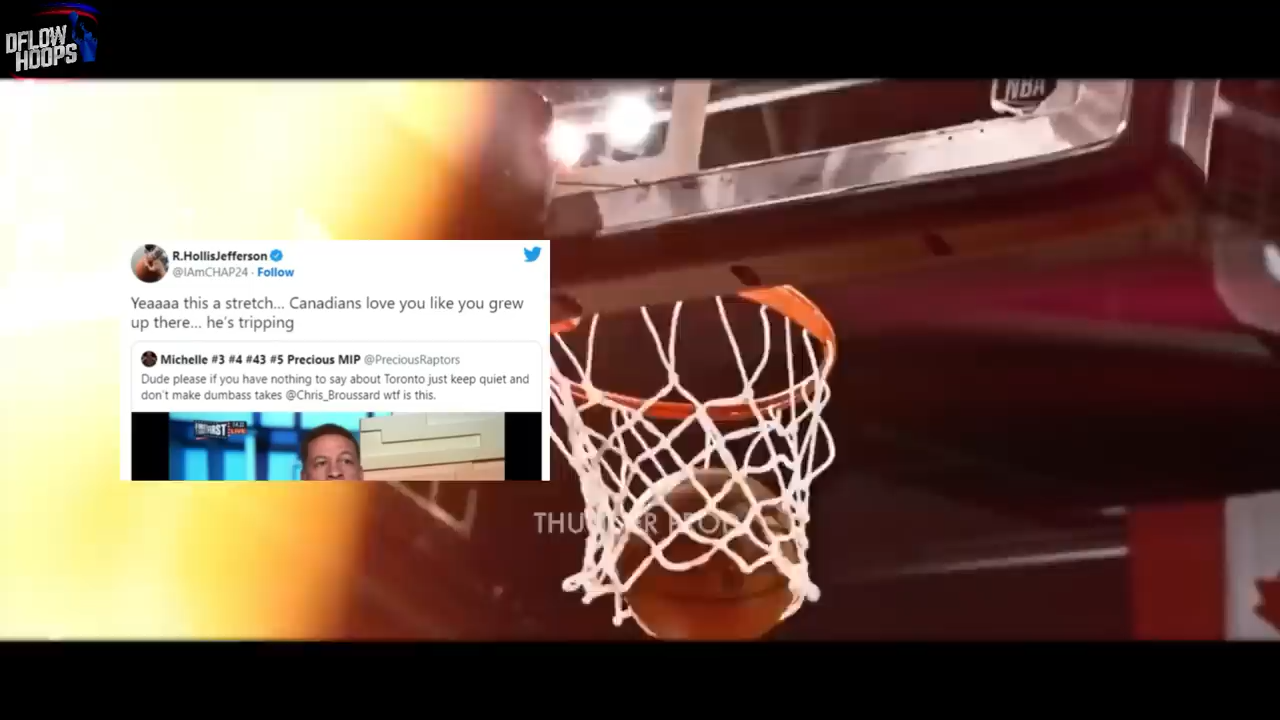 DFLOW
HOOPS
NBA
R.HollisJefferson
@IAmCHAP24 · Follow
Yeaaaa this a stretch... Canadians love you like you grew
up there... he's tripping
Michelle #3 #4 #43 #5 Precious MIP @PreciousRaptors
Dude please if you have nothing to say about Toronto just keep quiet and
don't make dumbass takes @Chris_Broussard wtf is this.